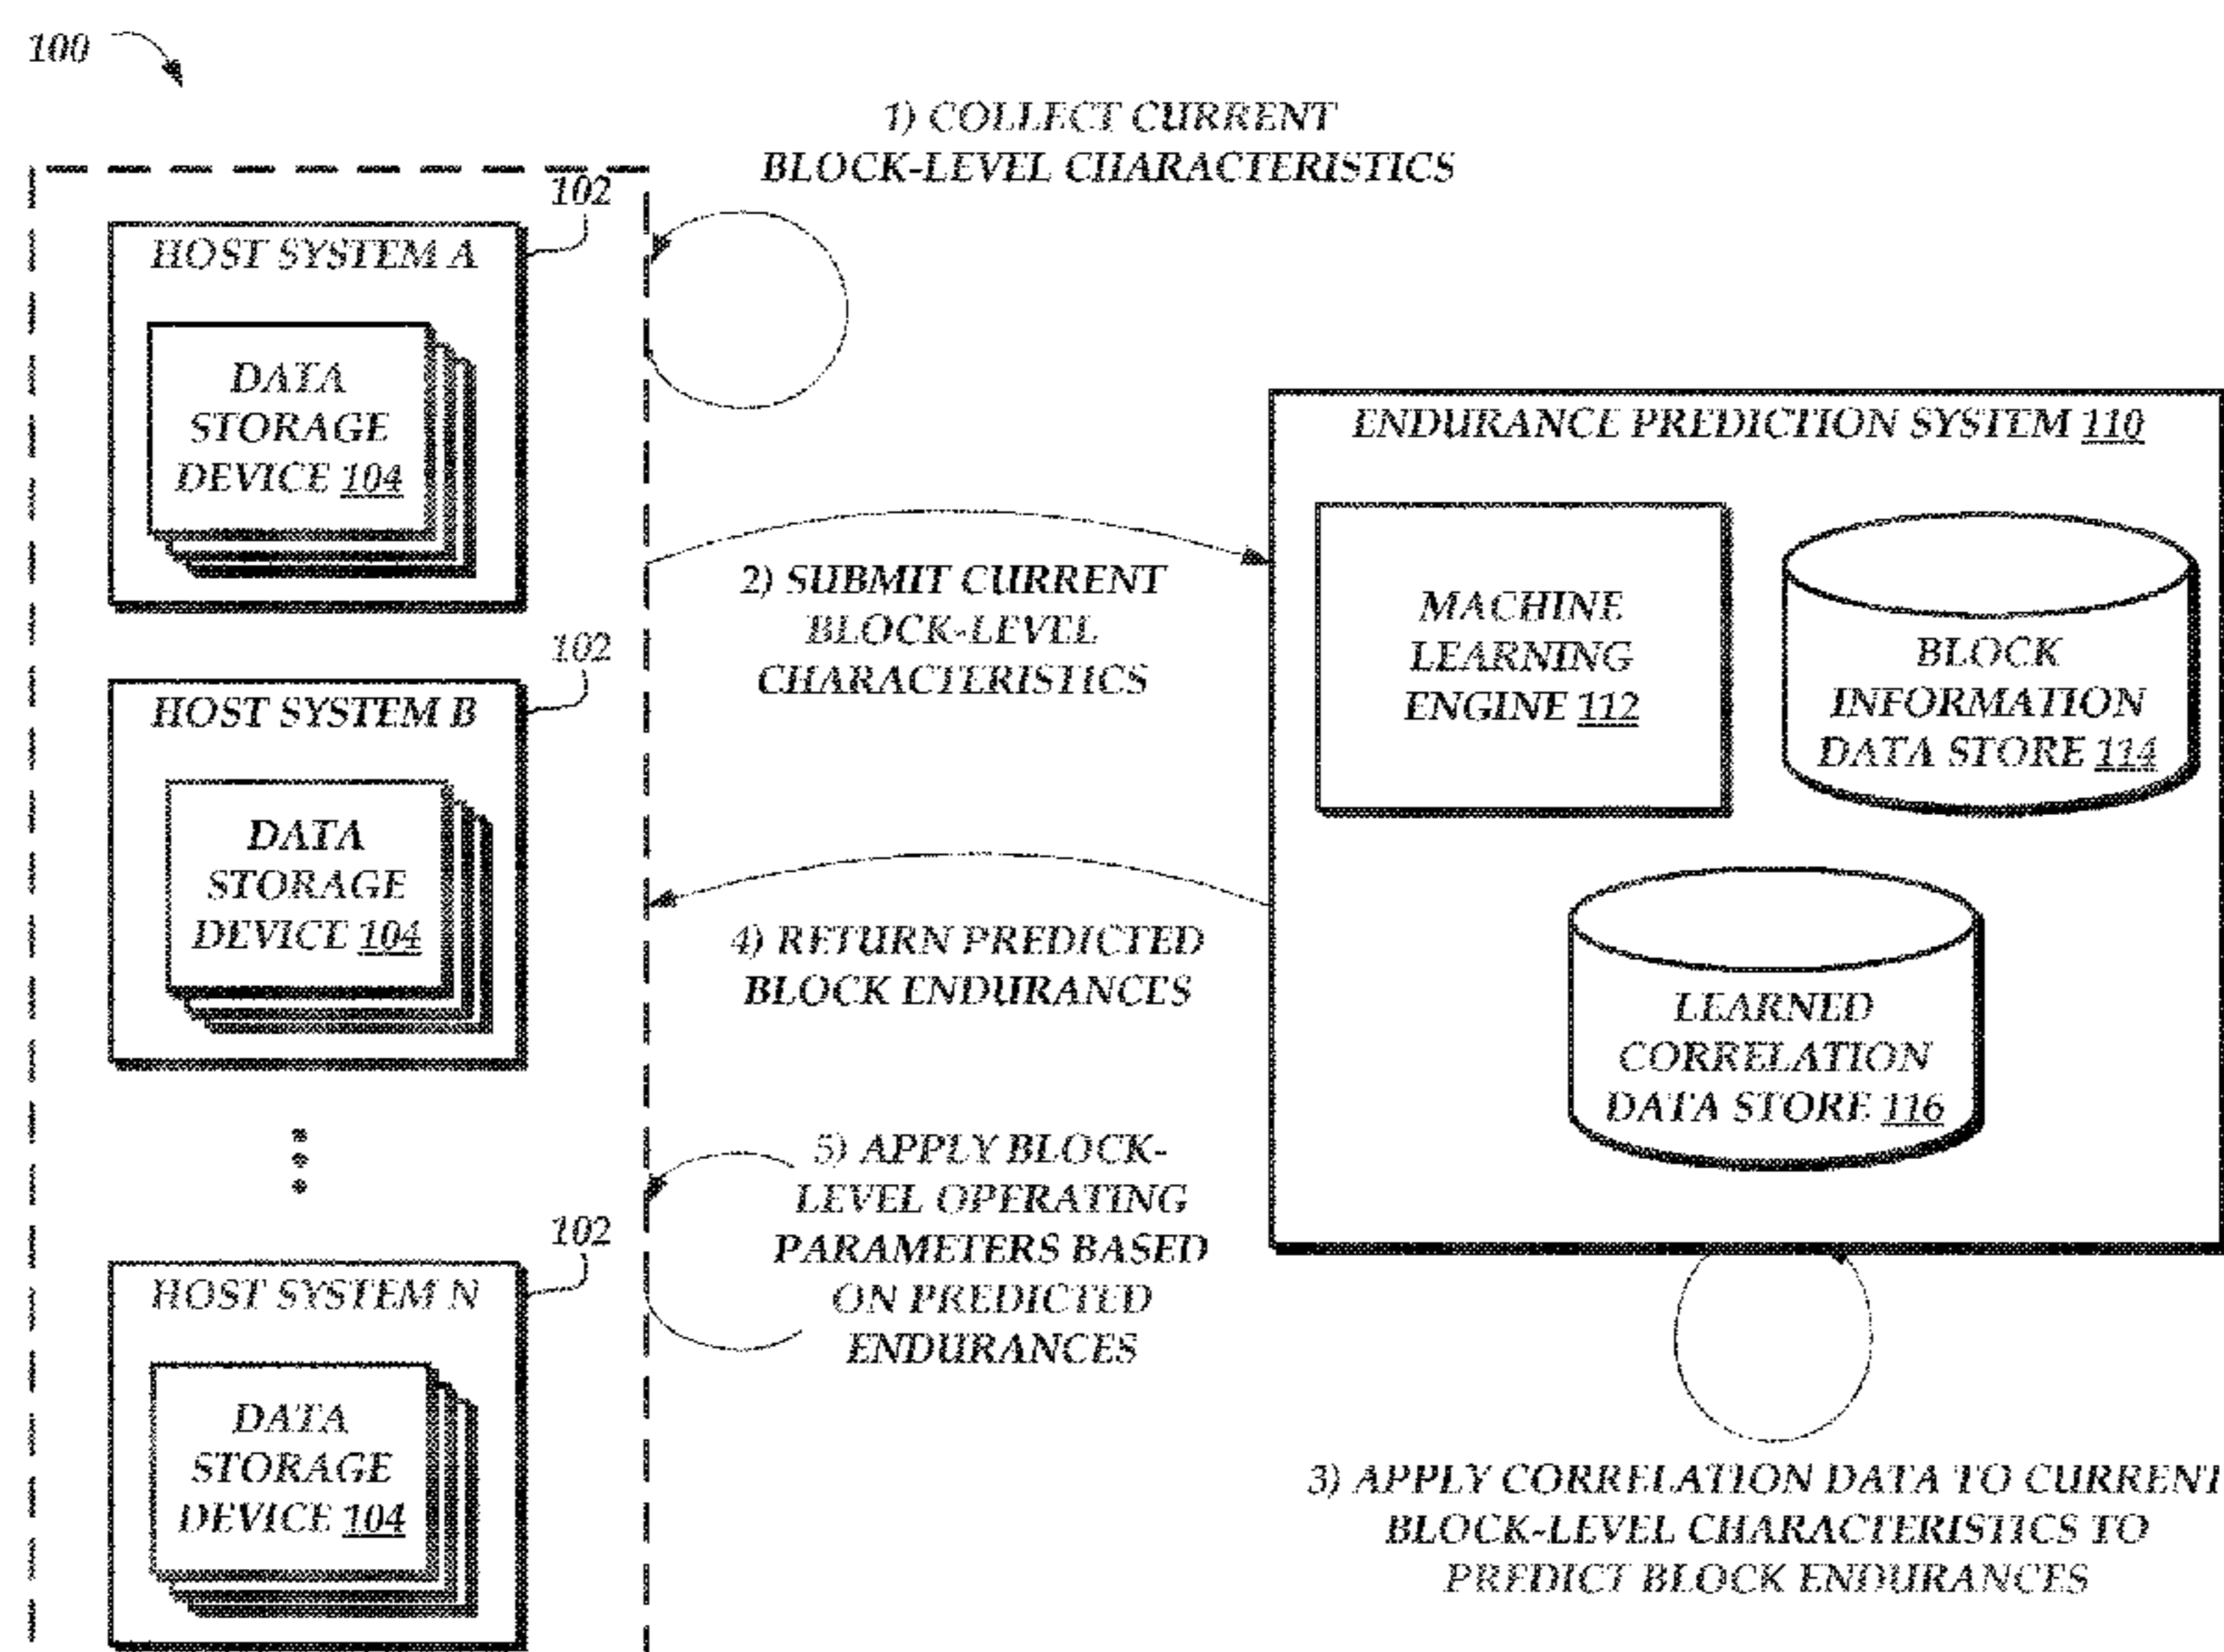 100
1) COLLECT CURRENT
BLOCK-LEVEL CHARACTERISTICS
102
HOST SYSTEM A
DATA
STORAGE
DEVICE 104
2) SUBMIT CURRENT
BLOCK-LEVEL
CHARACTERISTICS
ENDURANCE PREDICTION SYSTEM 110
MACHINE
LEARNING
ENGINE 112
BLOCK
INFORMATION
DATA STORE 114
102
HOST SYSTEM B
DATA
STORAGE
DEVICE 104
4) RETURN PREDICTED
BLOCK ENDURANCES
LEARNED
CORRELATION
DATA STORE 116
5) APPLY BLOCK-
LEVEL OPERATING
PARAMETERS BASED
ON PREDICTED
ENDURANCES
102
HOST SYSTEM N
DATA
STORAGE
DEVICE 104
3) APPLY CORRELATION DATA TO CURRENT
BLOCK-LEVEL CHARACTERISTICS TO
PREDICT BLOCK ENDURANCES